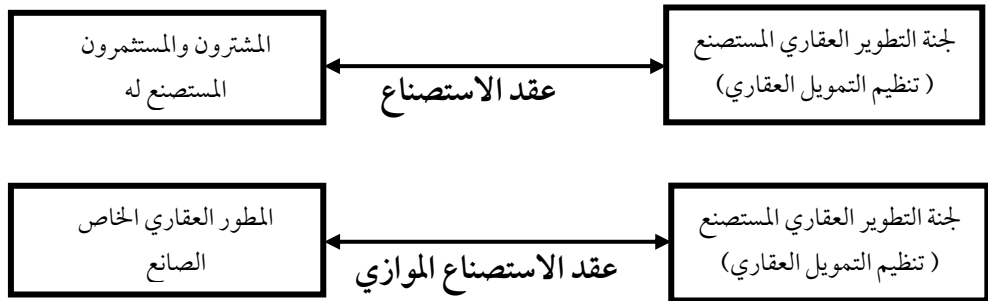 لجنة التطوير العقاري المستصنع
( تنظيم التمويل العقاري)
عقد الاستصناع
المشترون والمستثمرون
المستصنع له
لجنة التطوير العقاري المستصنع
( تنظيم التمويل العقاري)
عقد الاستصناع الموازي
المطور العقاري الخاص
الصانع